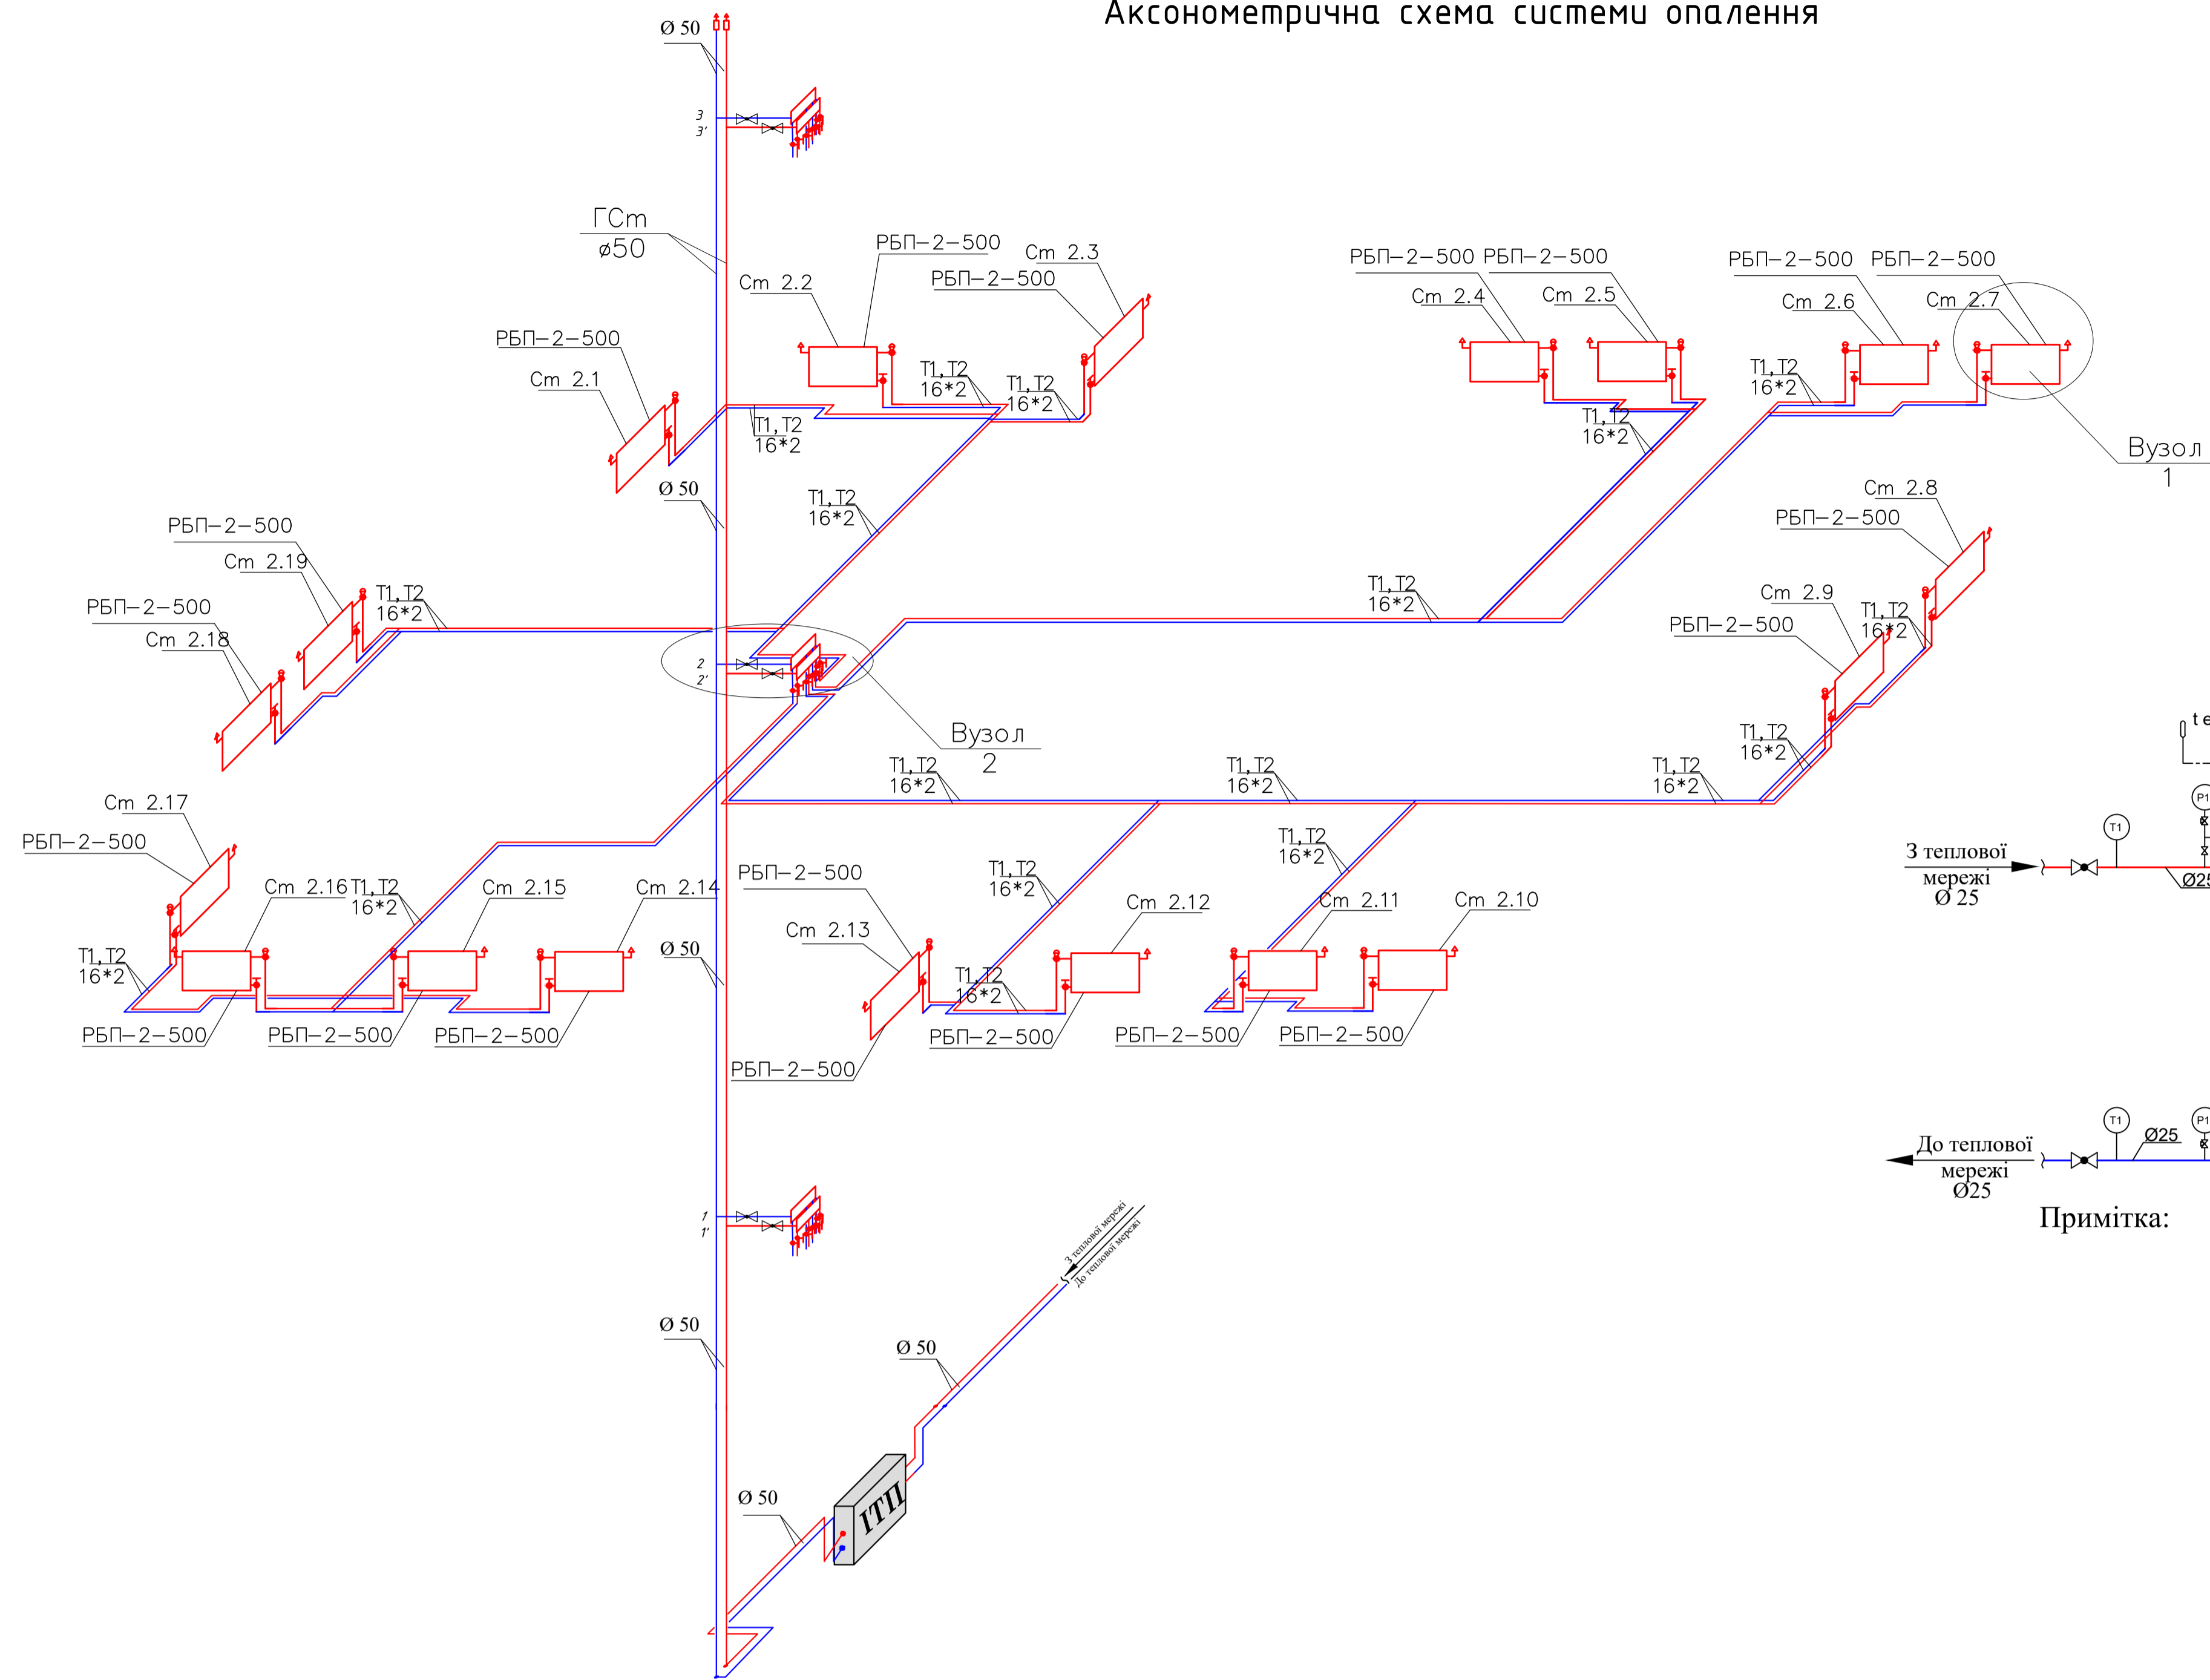 Аксонометрична схема системи опалення
Ø 50
3
3'
ГСт
ø50
РБП-2-500
Ст 2.3
РБП-2-500
Ст 2.2
РБП-2-500
Ст 2.1
Т1,Т2
16*2
Т1,Т2
16*2
Т1,Т2
16*2
РБП-2-500
РБП-2-500
Ст 2.4
Ст 2.5
РБП-2-500
РБП-2-500
Ст 2.6
Ст 2.7
Т1,Т2
16*2
Т1,Т2
16*2
Вузол
1
Ø 50
Т1,Т2
16*2
Ст 2.8
РБП-2-500
РБП-2-500
Ст 2.19
РБП-2-500
Ст 2.18
Т1,Т2
16*2
Т1,Т2
16*2
Ст 2.9
РБП-2-500
Т1,Т2
16*2
2
2'
Вузол
2
Т1,Т2
16*2
Т1,Т2
16*2
Т1,Т2
16*2
Т1,Т2
16*2
Ст 2.17
РБП-2-500
Ст 2.16
Т1,Т2
16*2
Ст 2.15
Ст 2.14
РБП-2-500
Ст 2.13
Т1,Т2
16*2
Т1,Т2
16*2
Ст 2.12
Ст 2.11
Ст 2.10
Т1,Т2
16*2
Ø 50
Т1,Т2
16*2
РБП-2-500
РБП-2-500
РБП-2-500
РБП-2-500
РБП-2-500
РБП-2-500
РБП-2-500
T1
P1
З теплової
мережі
Ø 25
Ø25
T1
P1
Ø25
До теплової
мережі
Ø25
Примітка:
1
1'
З теплової мережі
До теплової мережі
Ø 50
Ø 50
Ø 50
ІТП